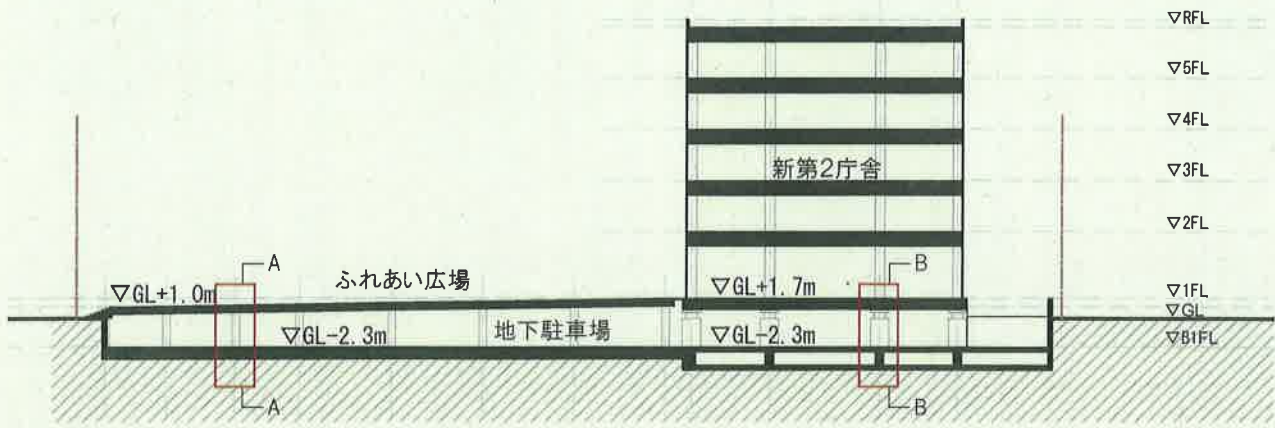 ▽RFL
▽5FL
▽4FL
新第2庁舎
▽3FL
▽2FL
A
ふれあい広場
B
▽GL+1.0m
▽GL+1.7m
▽1FL
▽GL
▽GL-2.3m
地下駐車場
▽GL-2.3m
▽B1FL
A
B